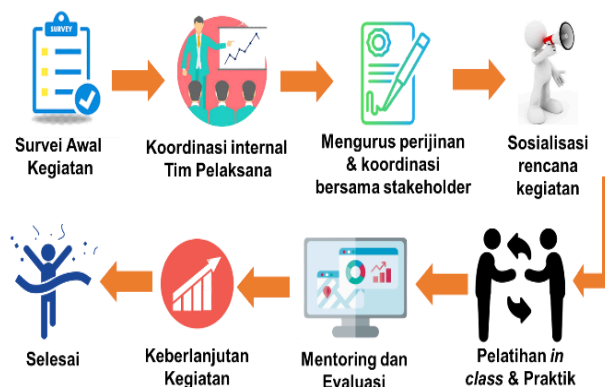 SURVEY
Survei Awal
Kegiatan
Koordinasi internal
Tim Pelaksana
Mengurus perijinan
& koordinasi
bersama stakeholder
Sosialisasi
rencana
kegiatan
Pelatihan in
class & Praktik
Mentoring dan
Evaluasi
Keberlanjutan
Kegiatan
Selesai